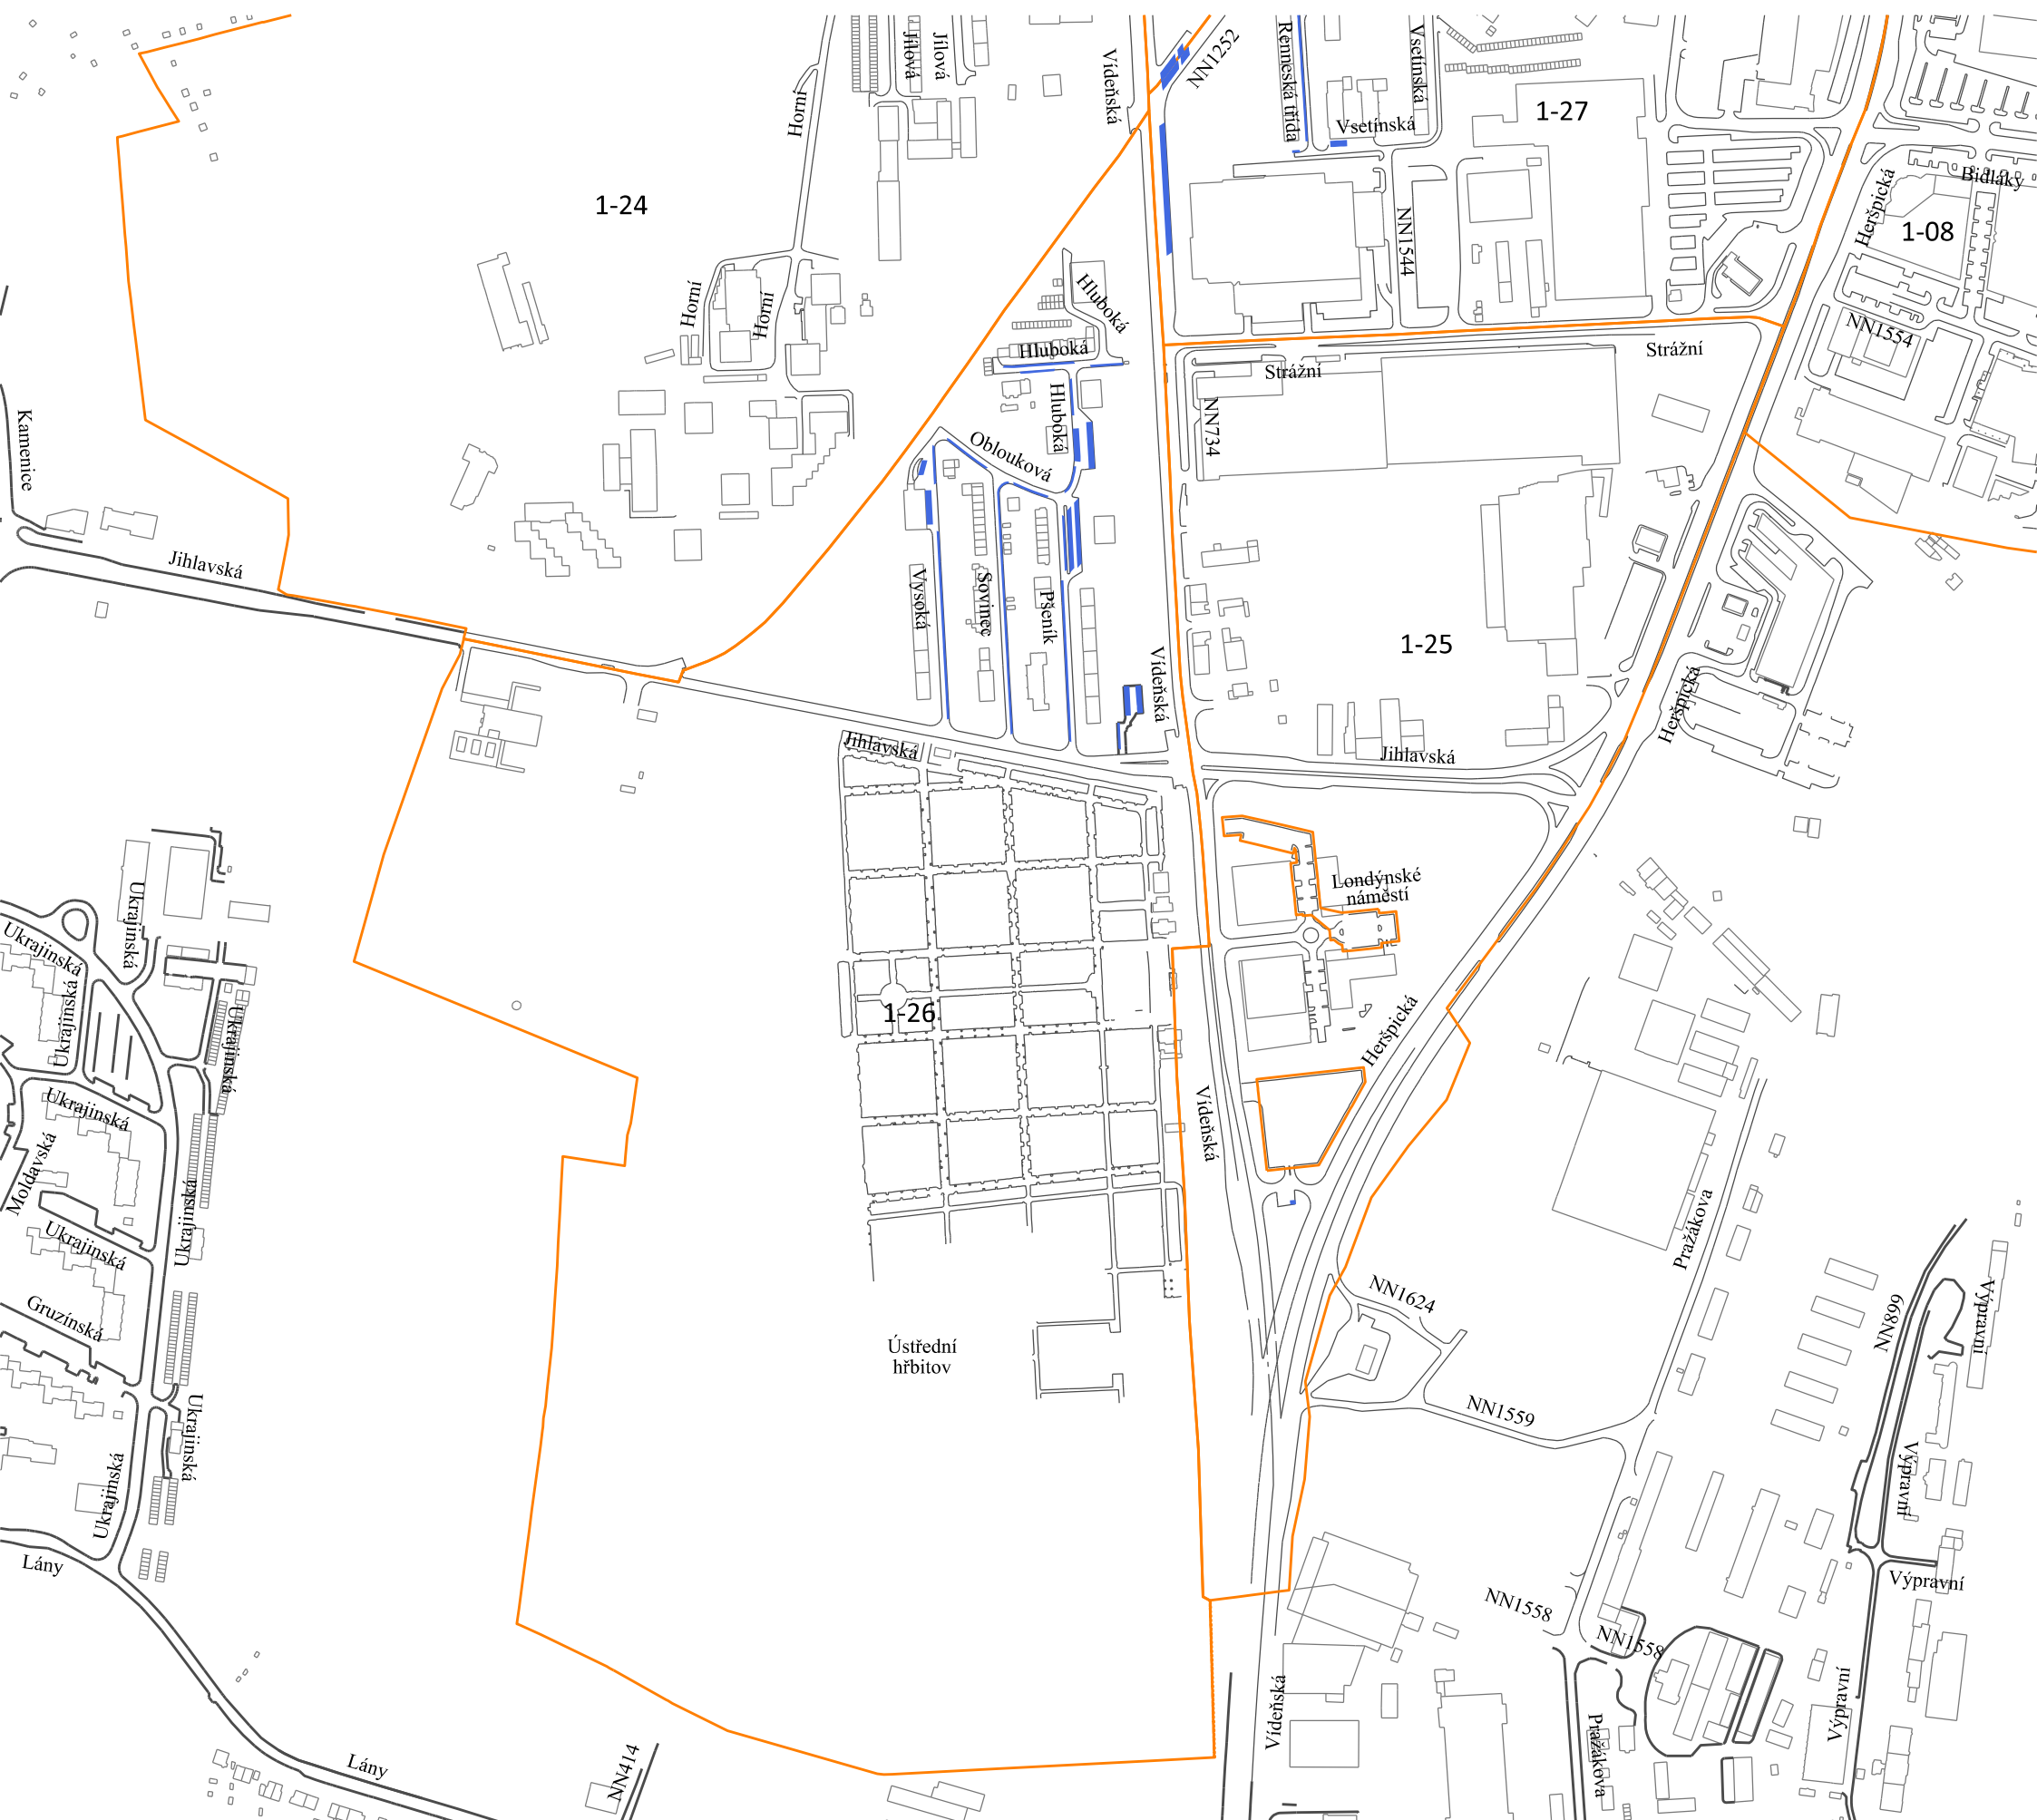 Jílová
Jílová
Vídeňská
NN1252
Renneská třída
Vsetínská
Vsetínská
1-27
Horní
1-24
Heršpická
Bidláky
1-08
NN1544
Horní
Horní
Hluboká
Hluboká
Hluboká
Strážní
Strážní
NN1554
NN734
Kamenice
Oblouková
Jihlavská
Vysoká
Sovinec
Pšeník
Vídeňská
1-25
Heršpická
Jihlavská
Jihlavská
Londýnské
náměstí
Ukrajinská
Ukrajinská
Ukrajinská
Ukrajinská
Ukrajinská
1-26
Heršpická
Vídeňská
Moldavská
Ukrajinská
Ukrajinská
Pražákova
NN1624
NN899
Výpravní
Gruzínská
Ústřední
hřbitov
NN1559
Ukrajinská
Ukrajinská
Výpravní
Lány
Výpravní
NN1558
NN1558
Vídeňská
Výpravní
Pražákova
Lány
NN414